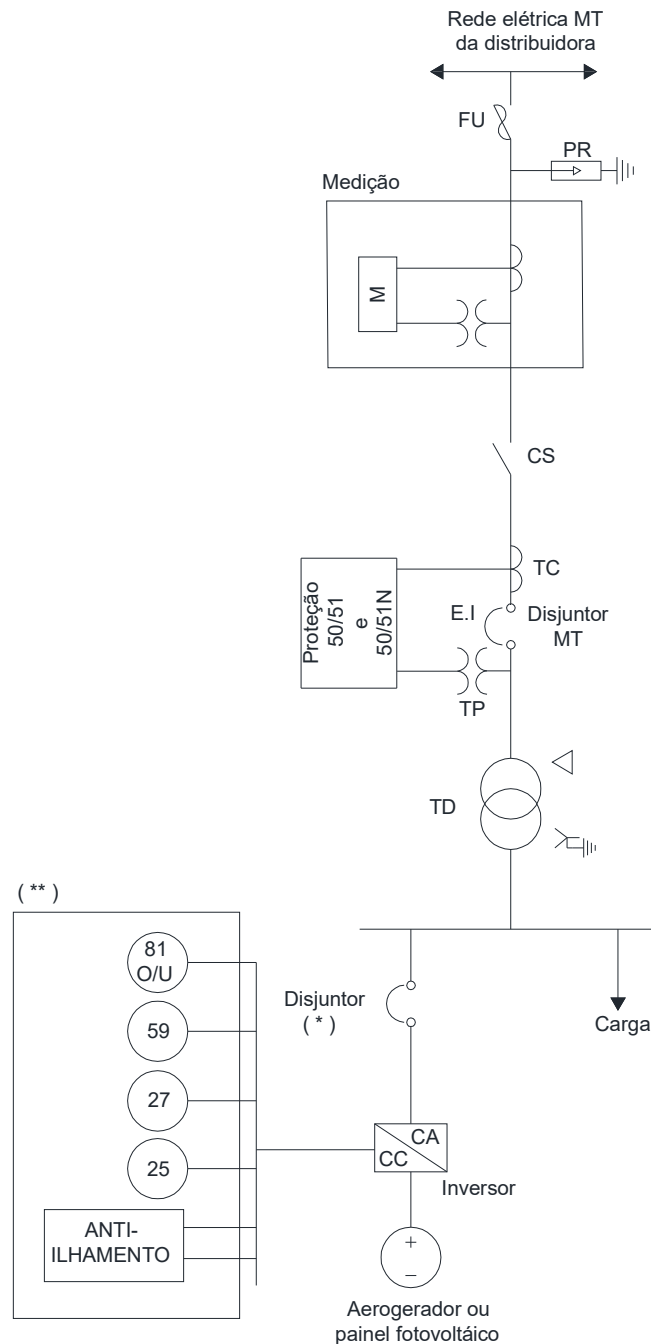 Rede elétrica MT
da distribuidora
FU
PR
Medição
M
CS
Proteção
50/51
e
50/51N
TC
E.I
Disjuntor
MT
TP
TD
( ** )
81
O/U
59
27
25
ANTI-
ILHAMENTO
Disjuntor
( * )
Carga
CA
CC
Inversor
+
–
Aerogerador ou
painel fotovoltáico